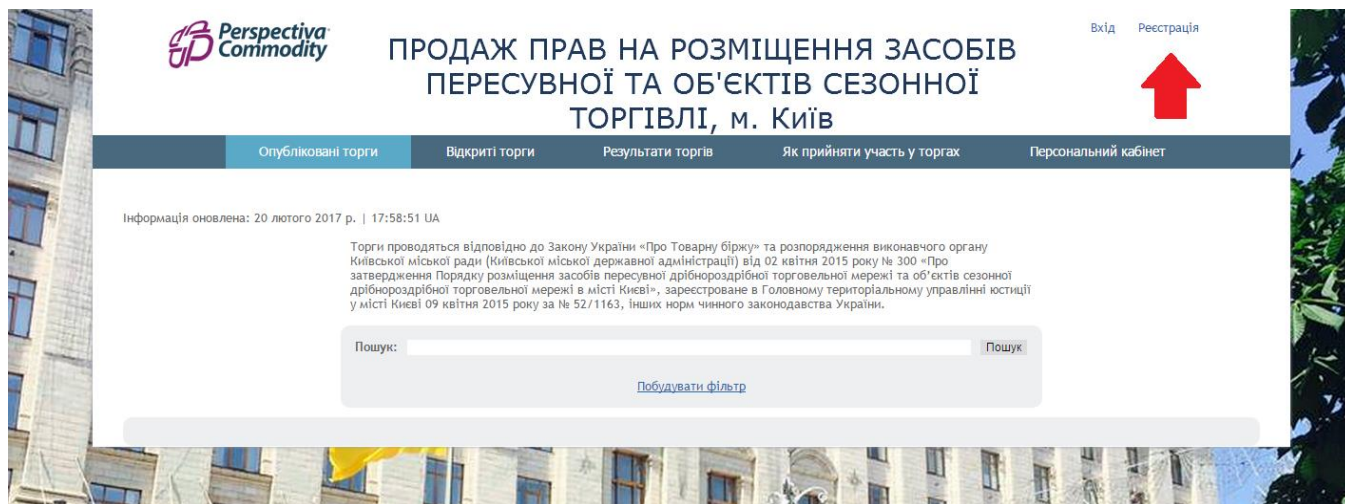 Perspectiva
Commodity
Вхід Реєстрація
ПРОДАЖ ПРАВ НА РОЗМІЩЕННЯ ЗАСОБІВ
ПЕРЕСУВНОЇ ТА ОБ'ЄКТІВ СЕЗОННОЇ
ТОРГІВЛІ, м. Київ
Опубліковані торги Відкриті торги Результати торгів Як прийняти участь у торгах Персональний кабінет
Інформація оновлена: 20 лютого 2017 р. | 17:58:51 UA
Торги проводяться відповідно до Закону України «Про Товарну біржу» та розпорядження виконавчого органу
Київської міської ради (Київської міської державної адміністрації) від 02 квітня 2015 року № 300 «Про
затвердження Порядку розміщення засобів пересувної дрібнороздрібної торговельної мережі та об’єктів сезонної
дрібнороздрібної торговельної мережі в місті Києві», зареєстроване в Головному територіальному управлінні юстиції
у місті Києві 09 квітня 2015 року за № 52/1163, інших норм чинного законодавства України.
Пошук: Пошук
Побудувати фільтр